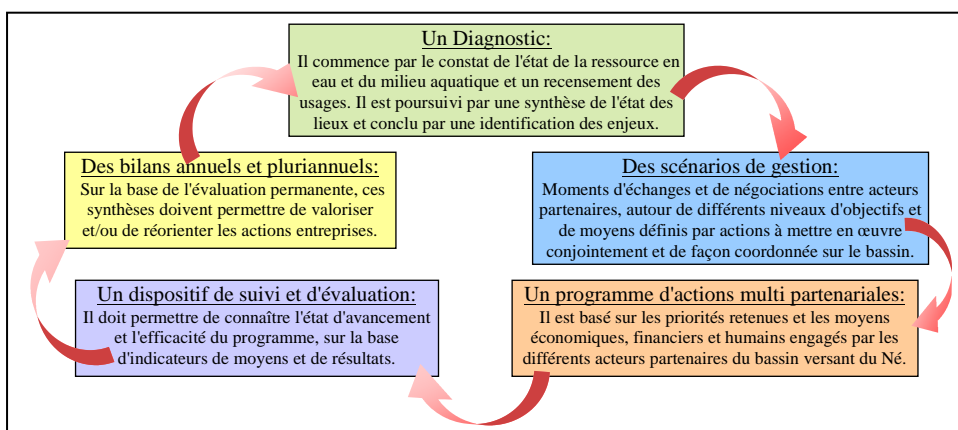 Un Diagnostic:
Il commence par le constat de l'état de la ressource en
eau et du milieu aquatique et un recensement des
usages. Il est poursuivi par une synthèse de l'état des
lieux et conclu par une identification des enjeux.
Des scénarios de gestion:
Moments d'échanges et de négociations entre acteurs
partenaires, autour de différents niveaux d'objectifs et
de moyens définis par actions à mettre en œuvre
conjointement et de façon coordonnée sur le bassin.
Un programme d'actions multi partenariales:
Il est basé sur les priorités retenues et les moyens
économiques, financiers et humains engagés par les
différents acteurs partenaires du bassin versant du Né.
Un dispositif de suivi et d'évaluation:
Il doit permettre de connaître l'état d'avancement
et l'efficacité du programme, sur la base
d'indicateurs de moyens et de résultats.
Des bilans annuels et pluriannuels:
Sur la base de l'évaluation permanente, ces
synthèses doivent permettre de valoriser
et/ou de réorienter les actions entreprises.